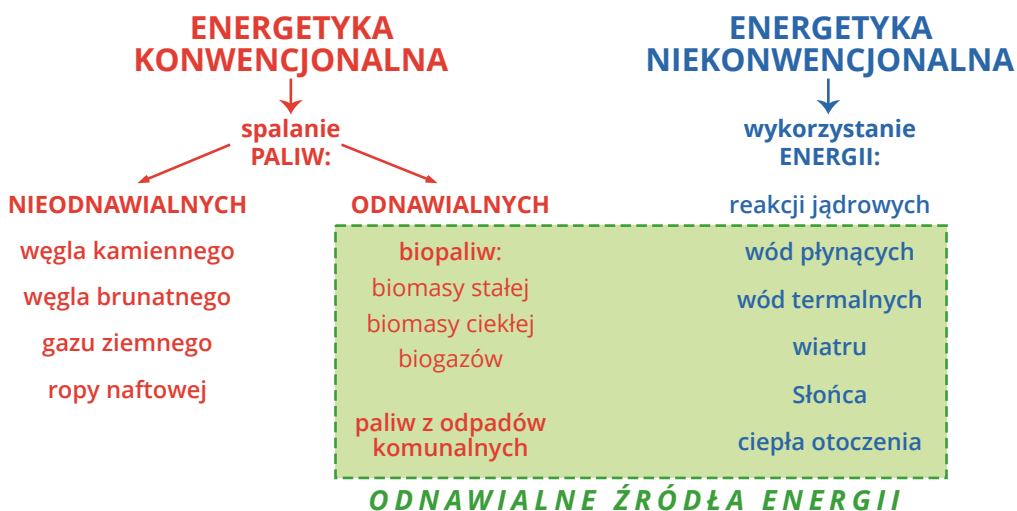 ENERGETYKA
KONWENCJONALNA
spalanie
PALIW:
NIEODNAWIALNYCH
węgla kamiennego
węgla brunatnego
gazu ziemnego
ropy naftowej
ODNAWIALNYCH
biopaliw:
biomasy stałej
biomasy ciekłej
biogazów
paliw z odpadów
komunalnych
ENERGETYKA
NIEKONWENCJONALNA
wykorzystanie
ENERGII:
reakcji jądrowych
wód płynących
wód termalnych
wiatru
Słońca
ciepła otoczenia
ODNAWIALNE ŹRÓDŁA ENERGII